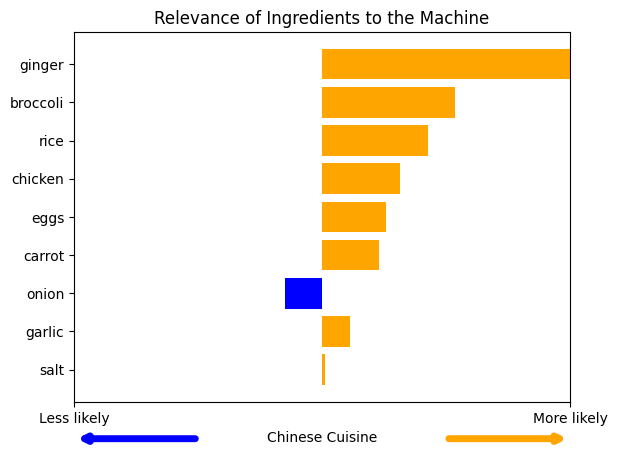 Relevance of Ingredients to the Machine
ginger
broccoli
rice
chicken
eggs
carrot
onion
garlic
salt
Less likely More likely
Chinese Cuisine